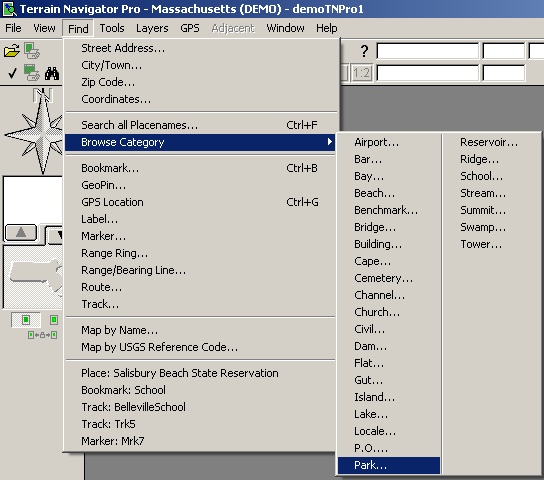 Terrain Navigator Pro - Massachusetts (DEMO) - demoTNPro1
File View Find Tools Layers GPS Adjacent Window Help
Street Address...
City/Town...
Zip Code...
Coordinates...
?
1:2
N
Search all Placenames... Ctrl+F
Browse Category
Bookmark... Ctrl+B
GeoPin...
GPS Location Ctrl+G
Label...
Marker...
Range Ring...
Range/Bearing Line...
Route...
Track...
Map by Name...
Map by USGS Reference Code...
Place: Salisbury Beach State Reservation
Bookmark: School
Track: BellevilleSchool
Track: Trk5
Marker: Mrk7
Airport...
Bar...
Bay...
Beach...
Benchmark...
Bridge...
Building...
Cape...
Cemetery...
Channel...
Church...
Civil...
Dam...
Flat...
Gut...
Island...
Lake...
Locale...
P.O....
Park...
Reservoir...
Ridge...
School...
Stream...
Summit...
Swamp...
Tower...